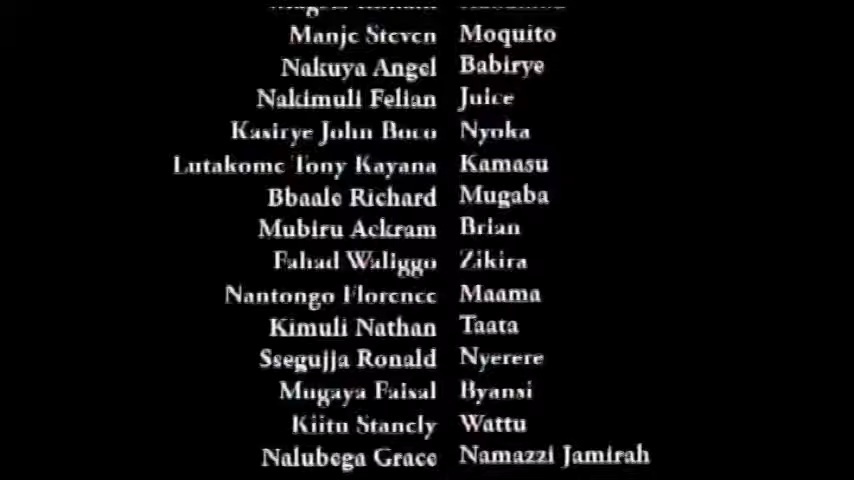 Manje Steven Moquito
Nakuya Angel Babirye
Nakimuli Felian Juice
Kasirye John Boco Nyoka
Lutakome Tony Kayana Kamasu
Bbaale Richard Mugaba
Mubiru Ackram Brian
Fahad Waliggo Zikira
Nantongo Florence Maama
Kimuli Nathan Taata
Ssegujja Ronald Nyerere
Mugaya Faisal Byansi
Kiitu Stancly Wattu
Nalubega Grace Namazzi Jamirah